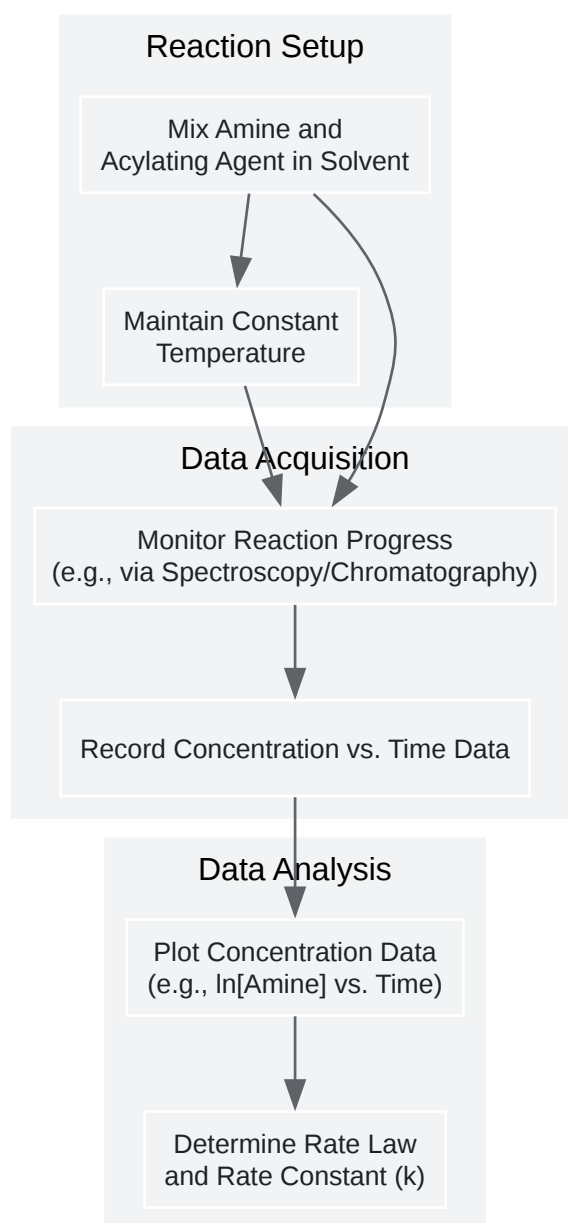 Reaction Setup
Mix Amine and
Acylating Agent in Solvent
Maintain Constant
Temperature
Data Acquisition
Monitor Reaction Progress
(e.g., via Spectroscopy/Chromatography)
Record Concentration vs. Time Data
Data Analysis
Plot Concentration Data
(e.g., ln[Amine] vs. Time)
Determine Rate Law
and Rate Constant (k)